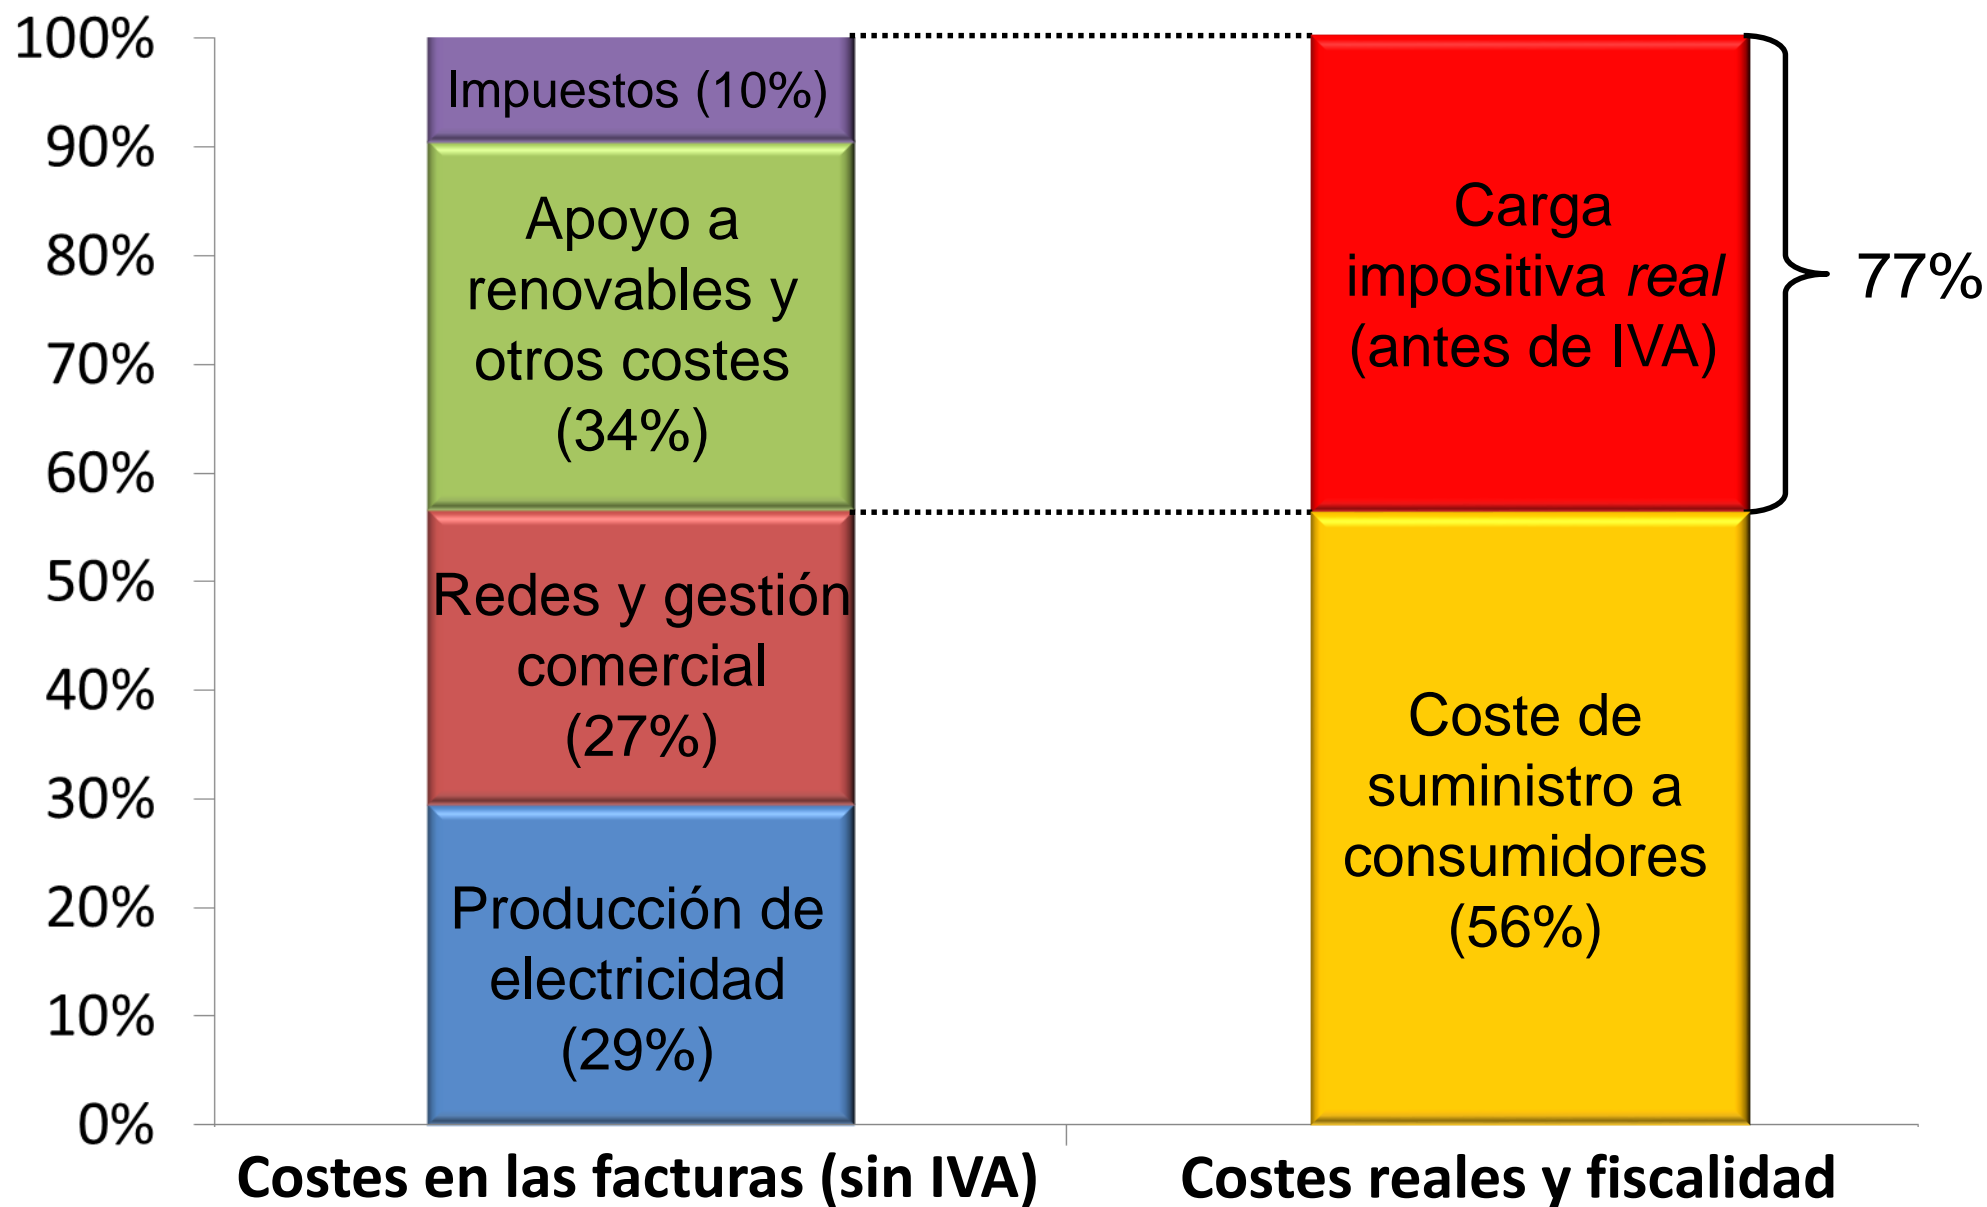 100%
90%
80%
70%
60%
50%
40%
30%
20%
10%
0%
Impuestos (10%)
Apoyo a
renovables y
otros costes
(34%)
Redes y gestión
comercial
(27%)
Producción de
electricidad
(29%)
Carga
impositiva real
(antes de IVA)
77%
Coste de
suministro a
consumidores
(56%)
Costes en las facturas (sin IVA)
Costes reales y fiscalidad